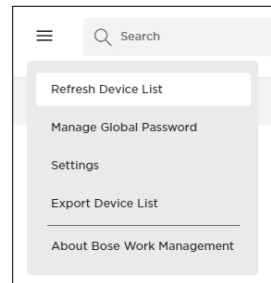 Search
Refresh Device List
Manage Global Password
Settings
Export Device List
About Bose Work Management